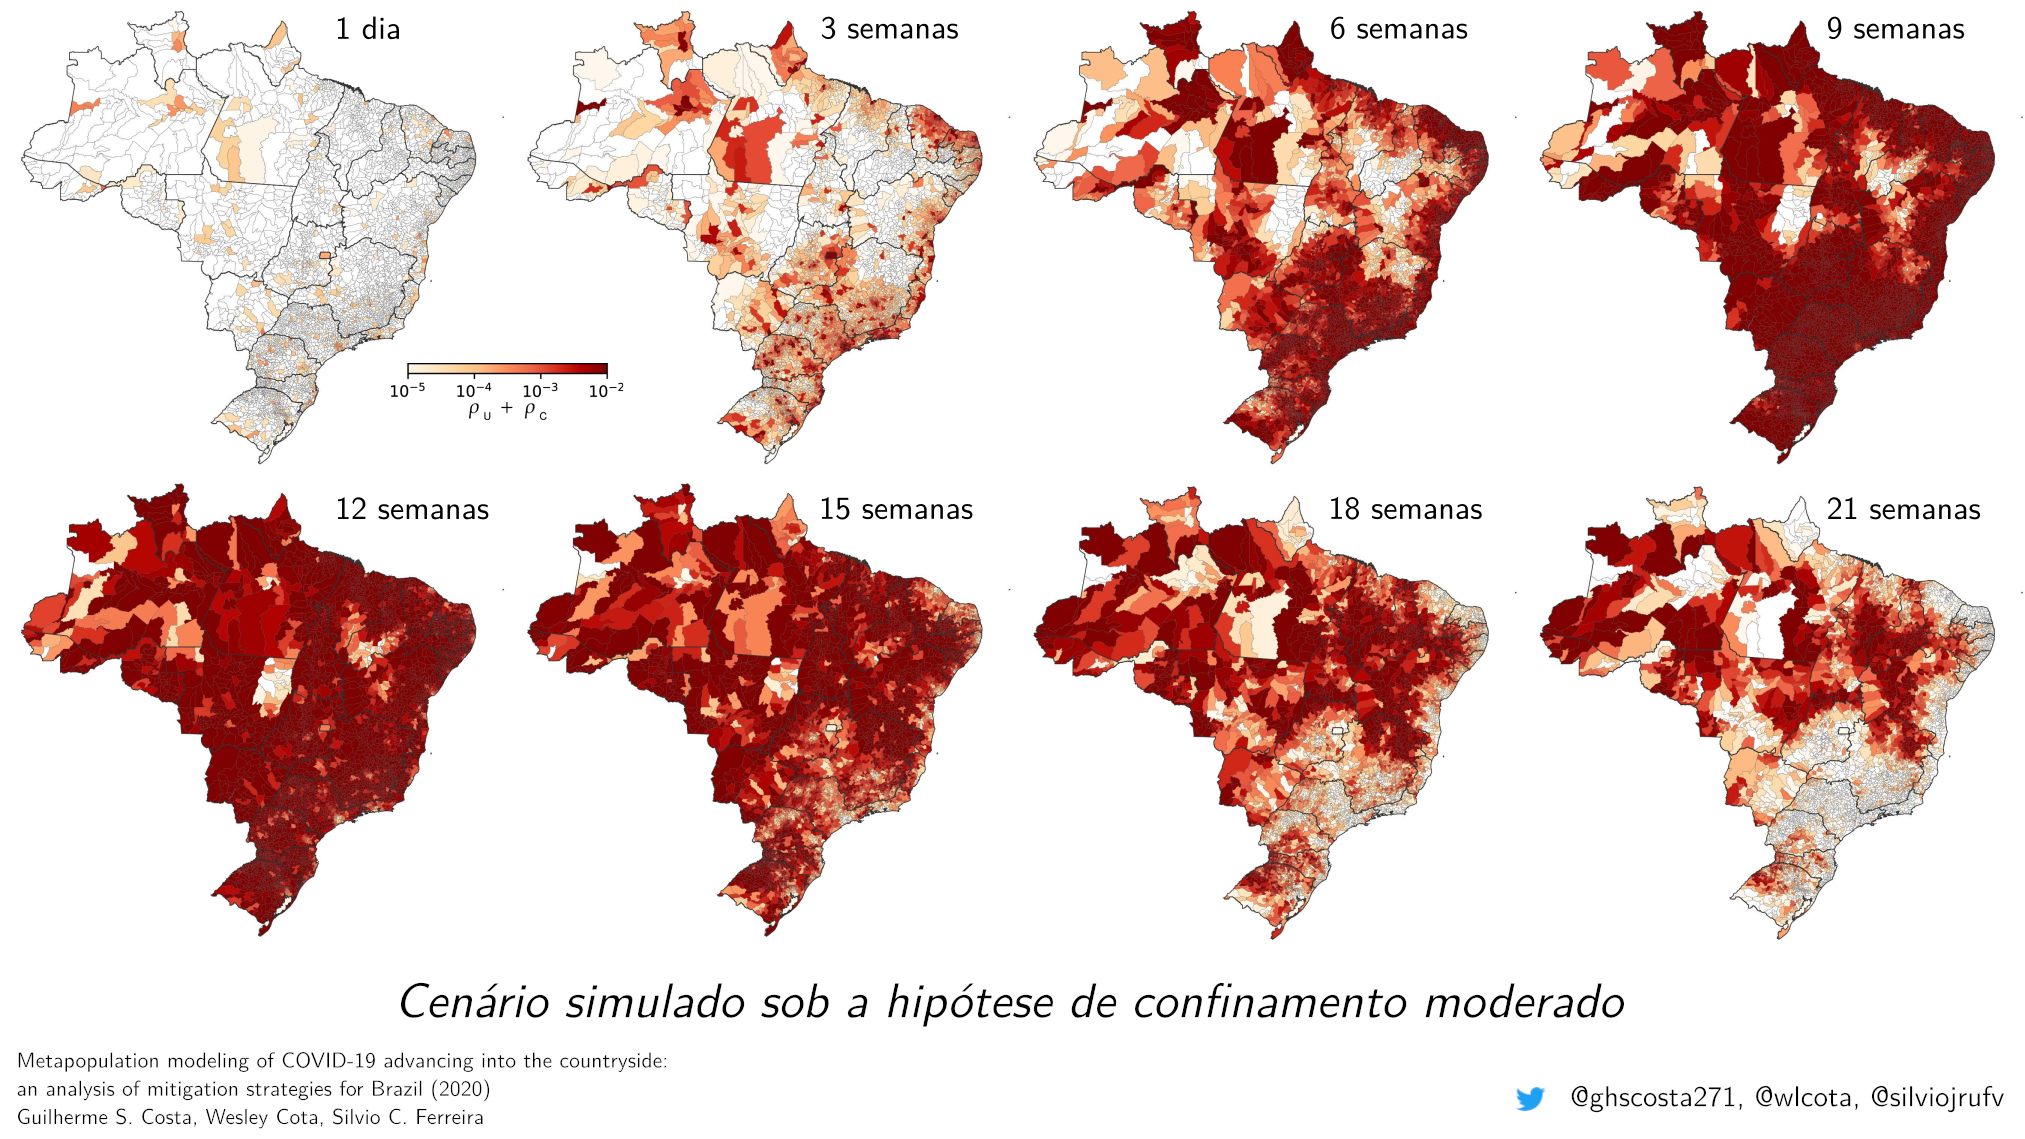 1 dia
3 semanas
6 semanas
9 semanas
10⁻⁵ 10⁻⁴ 10⁻³ 10⁻²
ρ_U + ρ_C
12 semanas
15 semanas
18 semanas
21 semanas
Cenário simulado sob a hipótese de confinamento moderado
Metapopulation modeling of COVID-19 advancing into the countryside:
an analysis of mitigation strategies for Brazil (2020)
Guilherme S. Costa, Wesley Cota, Silvio C. Ferreira
@ghscosta271, @wlcota, @silviojrufv